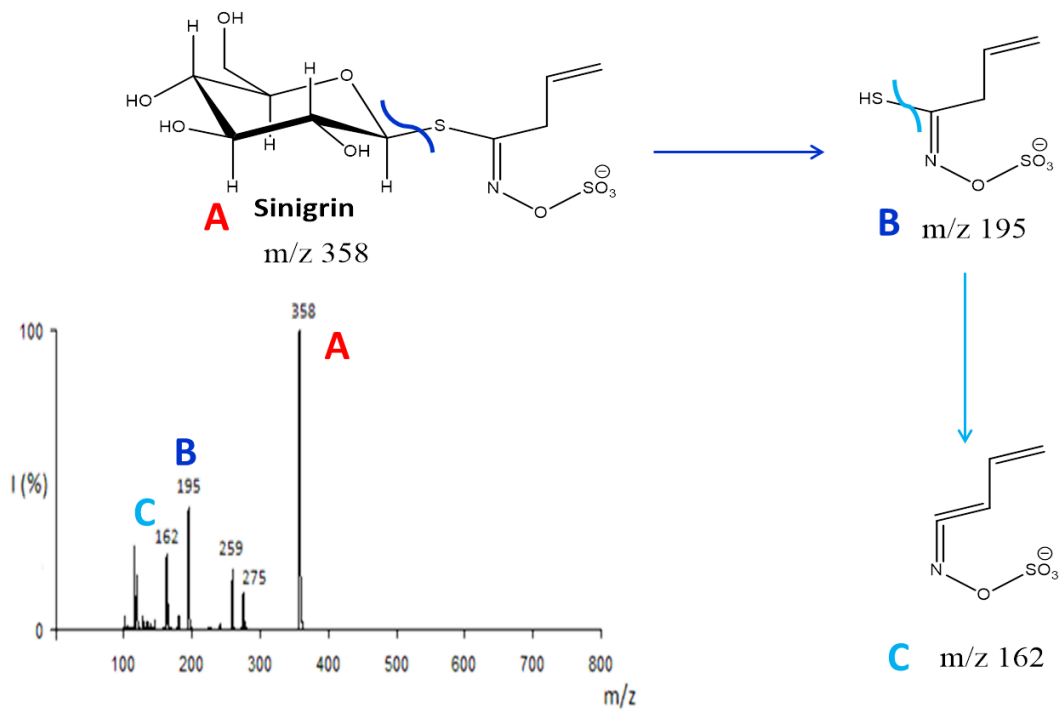 OH
H
HO
O
H
HO
H
OH
H
S
N
O
SO3
⊖
A Sinigrin
m/z 358
HS
N
O
SO3
⊖
B m/z 195
100
358
A
B
I (%)
195
C
162
259
275
0
100 200 300 400 500 600 700 800
m/z
N
O
SO3
⊖
C m/z 162